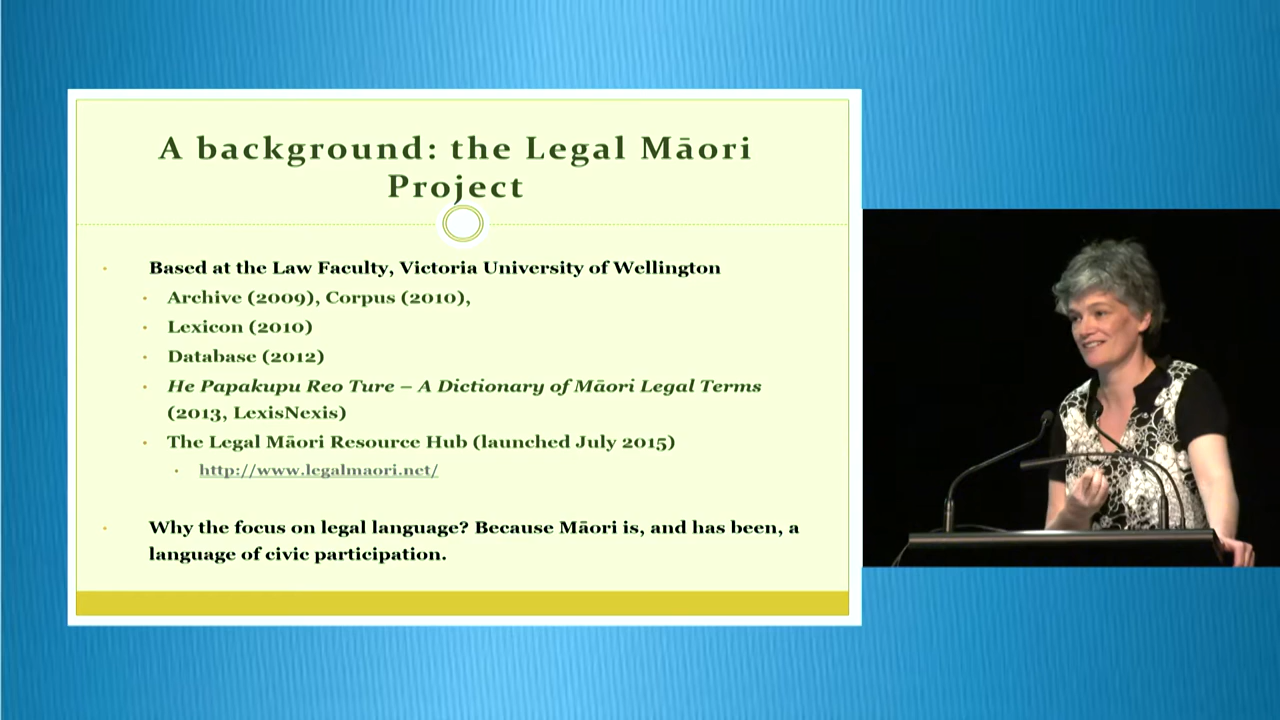 A background: the Legal Māori
Project
Based at the Law Faculty, Victoria University of Wellington
Archive (2009), Corpus (2010),
Lexicon (2010)
Database (2012)
He Papakupu Reo Ture – A Dictionary of Māori Legal Terms
(2013, LexisNexis)
The Legal Māori Resource Hub (launched July 2015)
http://www.legalmaori.net/
Why the focus on legal language? Because Māori is, and has been, a
language of civic participation.